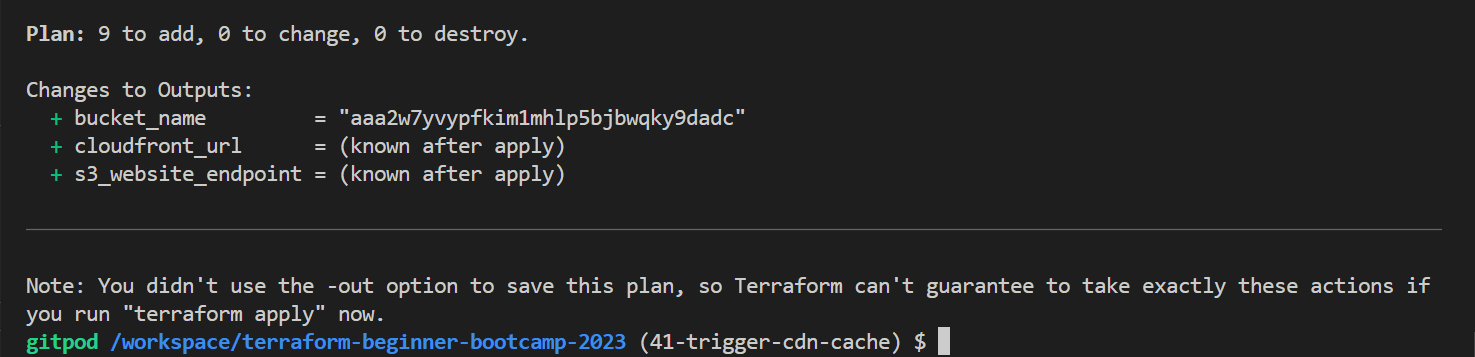 Plan: 9 to add, 0 to change, 0 to destroy.
Changes to Outputs:
+ bucket_name = "aaa2w7yvypfkim1mhlp5bjbwqky9dadc"
+ cloudfront_url = (known after apply)
+ s3_website_endpoint = (known after apply)
Note: You didn't use the -out option to save this plan, so Terraform can't guarantee to take exactly these actions if
you run "terraform apply" now.
gitpod /workspace/terraform-beginner-bootcamp-2023 (41-trigger-cdn-cache) $